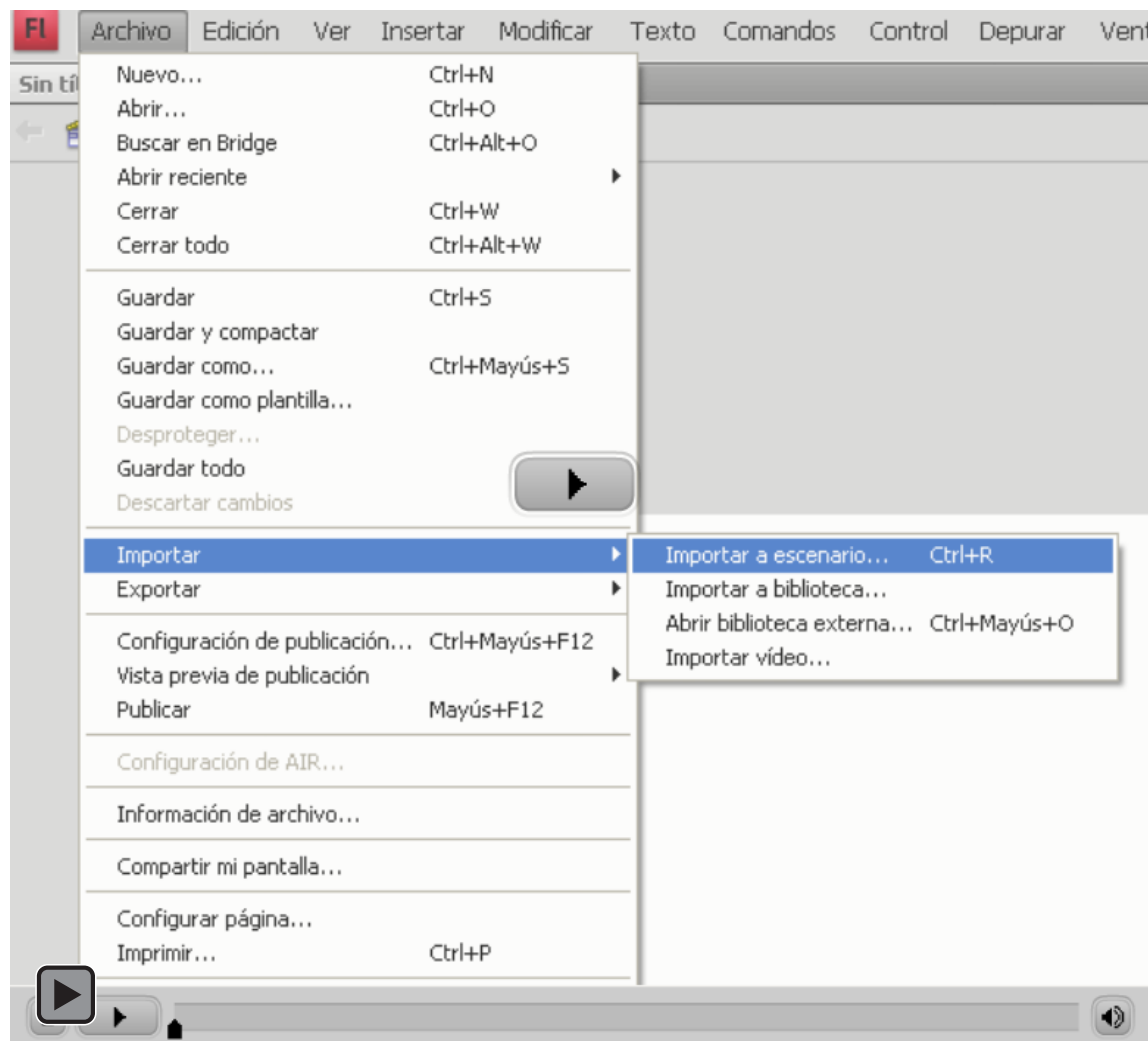 Fl Archivo Edición Ver Insertar Modificar Texto Comandos Control Depurar Vent
Sin tí
Nuevo... Ctrl+N
Abrir... Ctrl+O
Buscar en Bridge Ctrl+Alt+O
Abrir reciente
Cerrar Ctrl+W
Cerrar todo Ctrl+Alt+W
Guardar Ctrl+S
Guardar y compactar
Guardar como... Ctrl+Mayús+S
Guardar como plantilla...
Desproteger...
Guardar todo
Descartar cambios
Importar
Exportar
Configuración de publicación... Ctrl+Mayús+F12
Vista previa de publicación
Publicar Mayús+F12
Configuración de AIR...
Información de archivo...
Compartir mi pantalla...
Configurar página...
Imprimir... Ctrl+P
Importar a escenario... Ctrl+R
Importar a biblioteca...
Abrir biblioteca externa... Ctrl+Mayús+O
Importar vídeo...